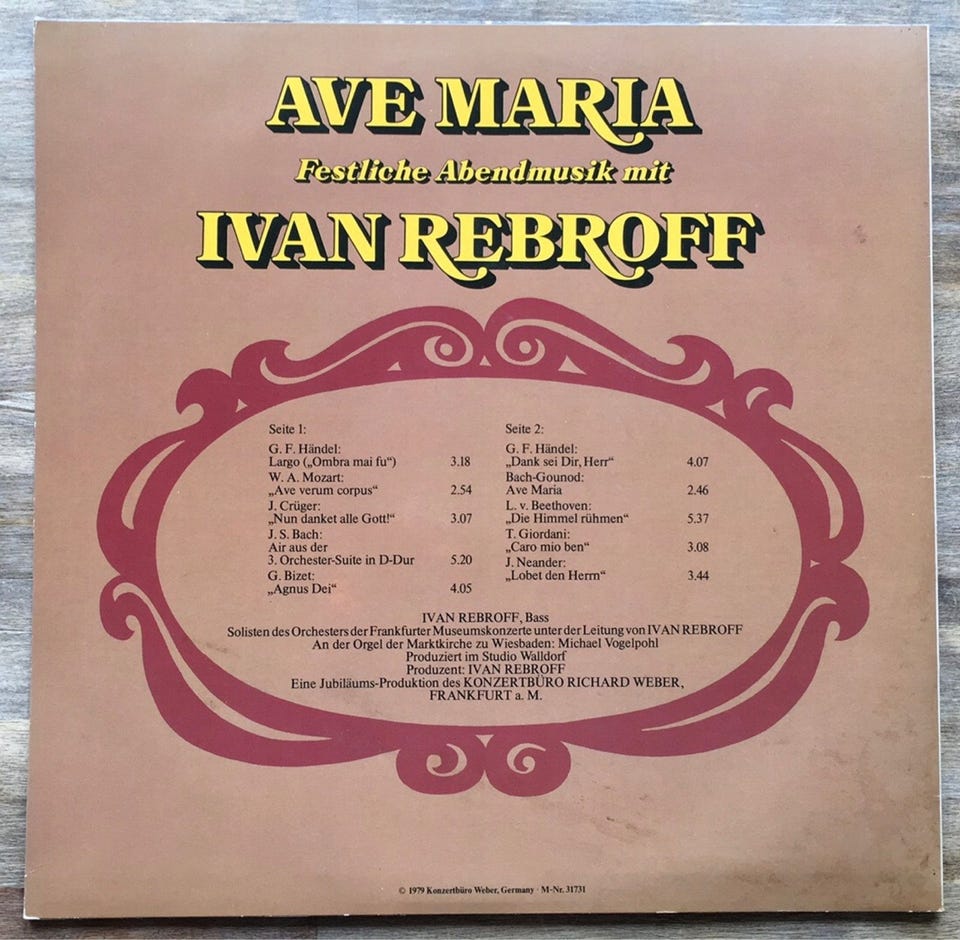 AVE MARIA
Festliche Abendmusik mit
IVAN REBROFF
Seite 1:
G. F. Händel:
Largo („Ombra mai fu“) 3.18
W. A. Mozart:
„Ave verum corpus“ 2.54
J. Crüger:
„Nun danket alle Gott!“ 3.07
J. S. Bach:
Air aus der
3. Orchester-Suite in D-Dur 5.20
G. Bizet:
„Agnus Dei“ 4.05
Seite 2:
G. F. Händel:
„Dank sei Dir, Herr“ 4.07
Bach-Gounod:
Ave Maria 2.46
L. v. Beethoven:
„Die Himmel rühmen“ 5.37
T. Giordani:
„Caro mio ben“ 3.08
J. Neander:
„Lobet den Herrn“ 3.44
IVAN REBROFF, Bass
Solisten des Orchesters der Frankfurter Museumskonzerte unter der Leitung von IVAN REBROFF
An der Orgel der Marktkirche zu Wiesbaden: Michael Vogelpohl
Produziert im Studio Walldorf
Produzent: IVAN REBROFF
Eine Jubiläums-Produktion des KONZERTBÜRO RICHARD WEBER,
FRANKFURT a. M.
© 1979 Konzertbüro Weber, Germany · M-Nr. 31731